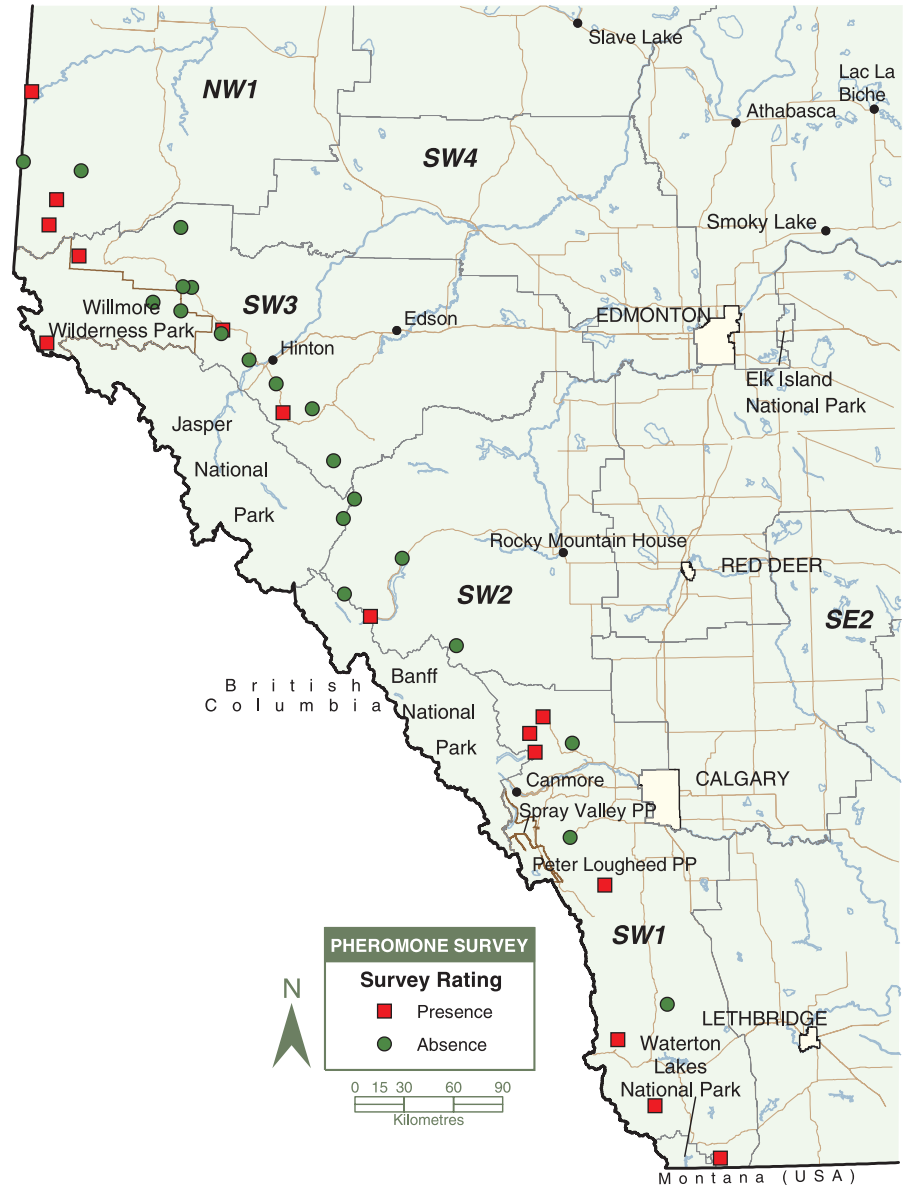 Slave Lake
Lac La
Biche
NW1
Athabasca
SW4
Smoky Lake
Willmore
Wilderness Park
SW3
Edson
EDMONTON
Hinton
Elk Island
National Park
Jasper
National
Park
Rocky Mountain House
RED DEER
SW2
SE2
British
Columbia
Banff
National
Park
Canmore
CALGARY
Spray Valley PP
Peter Lougheed PP
SW1
PHEROMONE SURVEY
Survey Rating
Presence
Absence
N
LETHBRIDGE
Waterton
Lakes
National Park
0 15 30 60 90
Kilometres
Montana (USA)